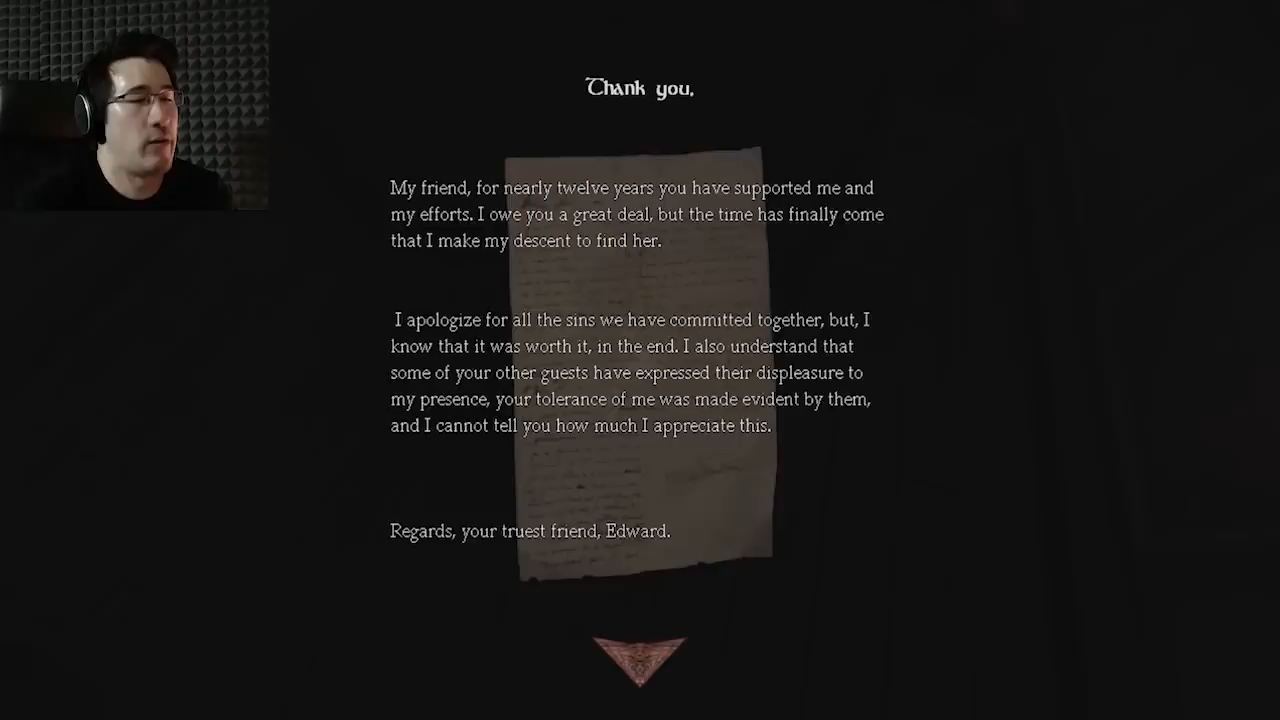 Thank you,
My friend, for nearly twelve years you have supported me and
my efforts. I owe you a great deal, but the time has finally come
that I make my descent to find her.
I apologize for all the sins we have committed together, but, I
know that it was worth it, in the end. I also understand that
some of your other guests have expressed their displeasure to
my presence, your tolerance of me was made evident by them,
and I cannot tell you how much I appreciate this.
Regards, your truest friend, Edward.